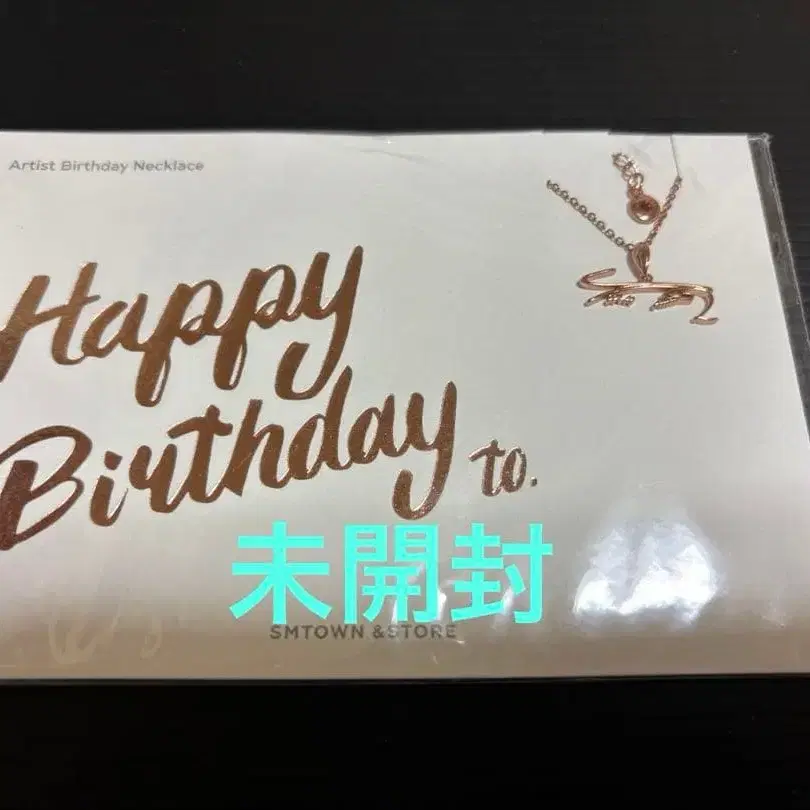 Artist Birthday Necklace
Happy
Birthday to.
未開封
SMTOWN &STORE